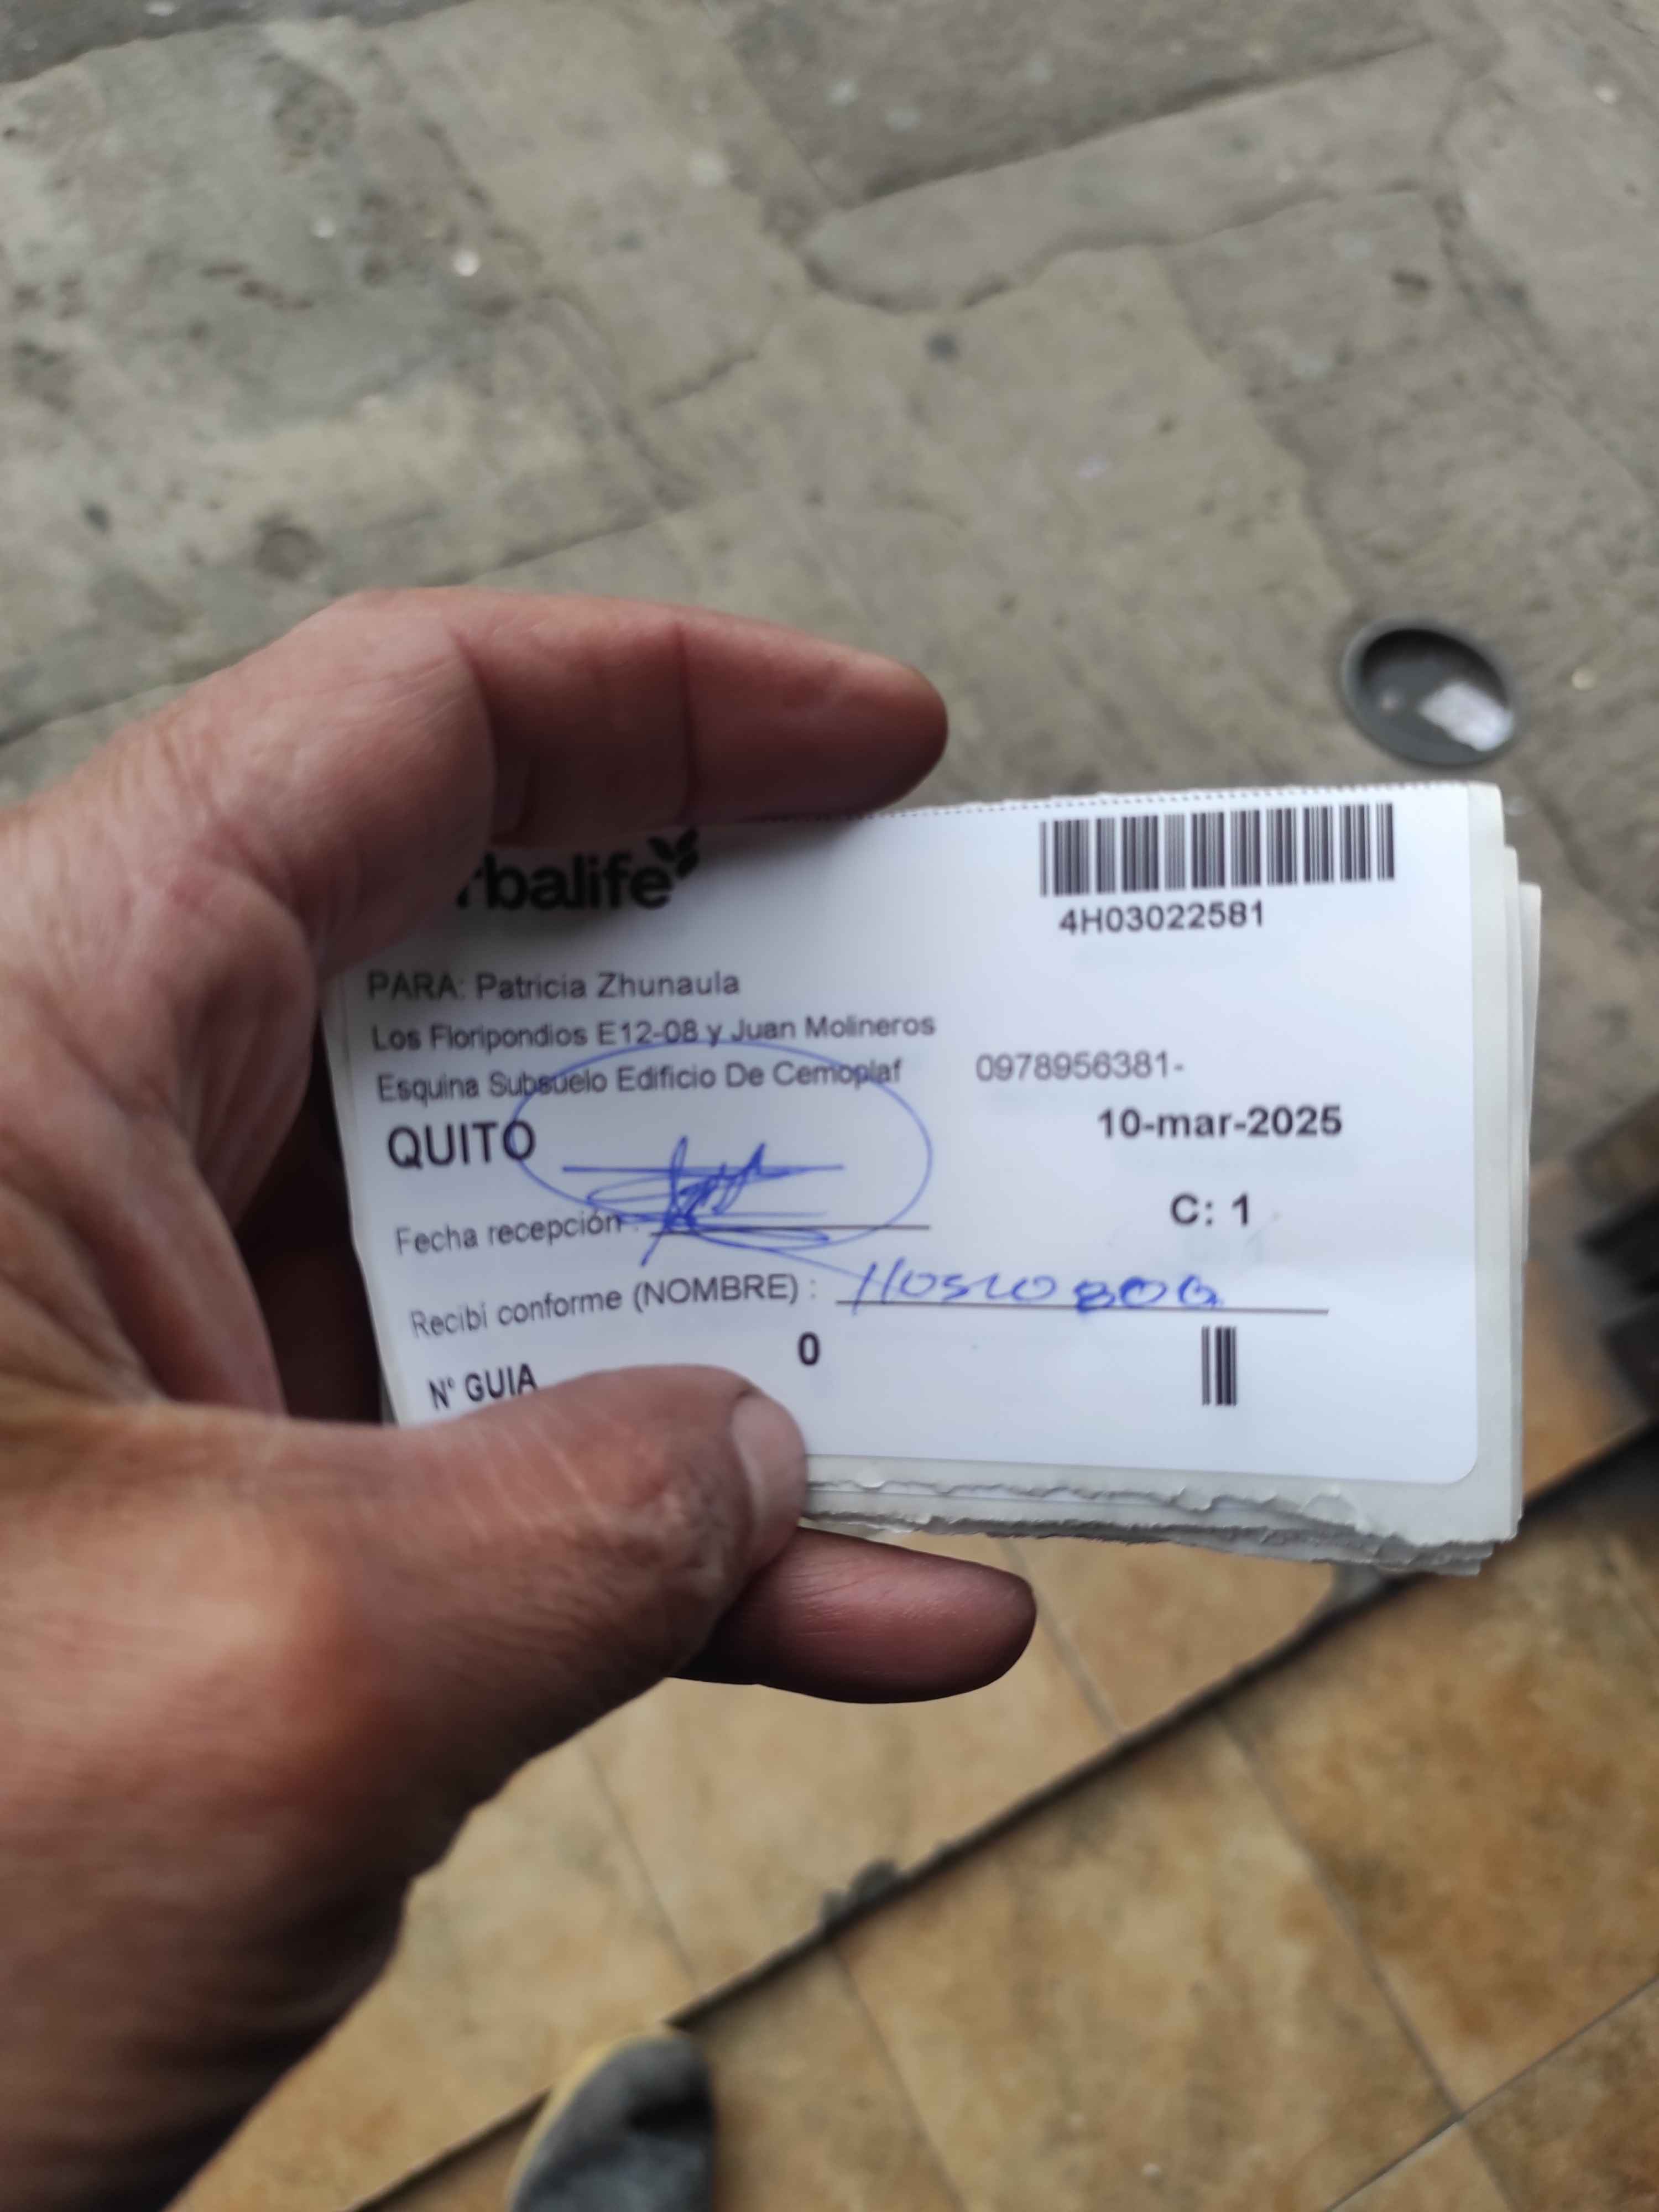 rbalife
4H03022581
PARA: Patricia Zhunaula
Los Floripondios E12-08 y Juan Molineros
Esquina Subsuelo Edificio De Cemoplaf 0978956381-
QUITO 10-mar-2025
Fecha recepción : C: 1
Recibí conforme (NOMBRE) :
0
N° GUIA